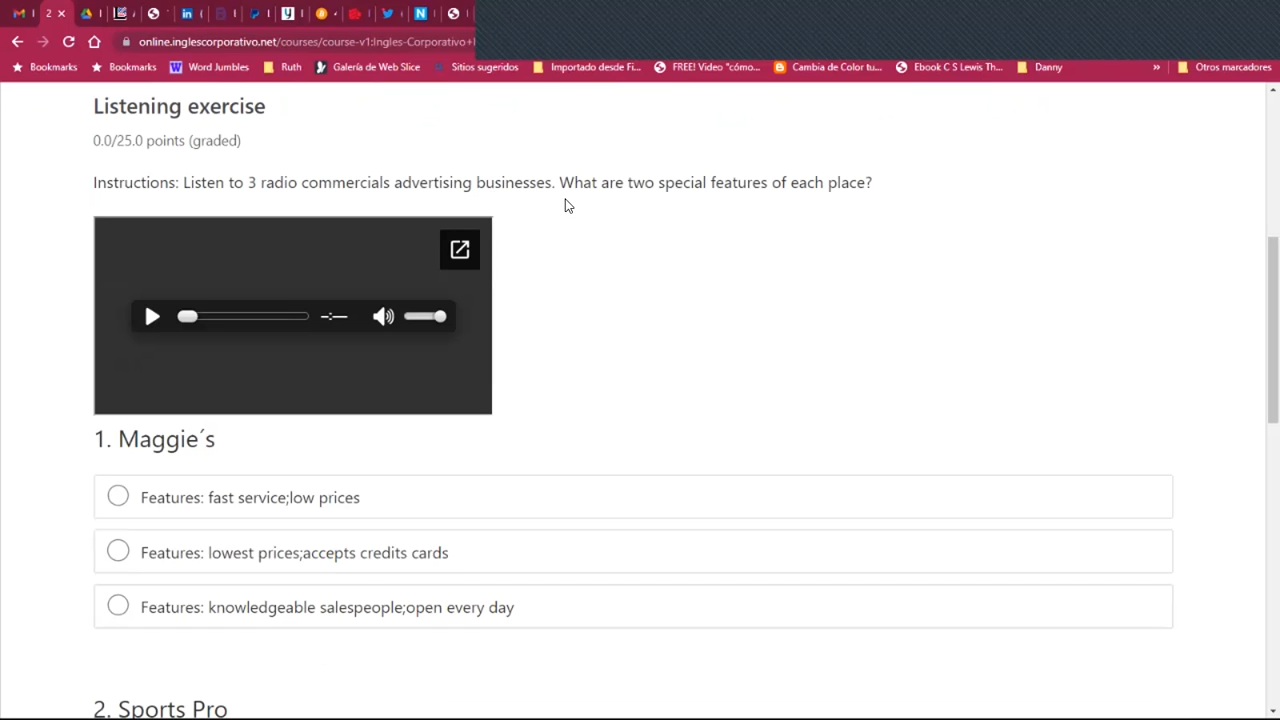 2
online.inglescorporativo.net/courses/course-v1:Ingles-Corporativo+
Bookmarks Bookmarks Word Jumbles Ruth Galería de Web Slice Sitios sugeridos Importado desde Fi... FREE! Video "cómo... Cambia de Color tu... Ebook C S Lewis Th... Danny » Otros marcadores
Listening exercise
0.0/25.0 points (graded)
Instructions: Listen to 3 radio commercials advertising businesses. What are two special features of each place?
--:--
1. Maggie´s
Features: fast service;low prices
Features: lowest prices;accepts credits cards
Features: knowledgeable salespeople;open every day
2. Sports Pro